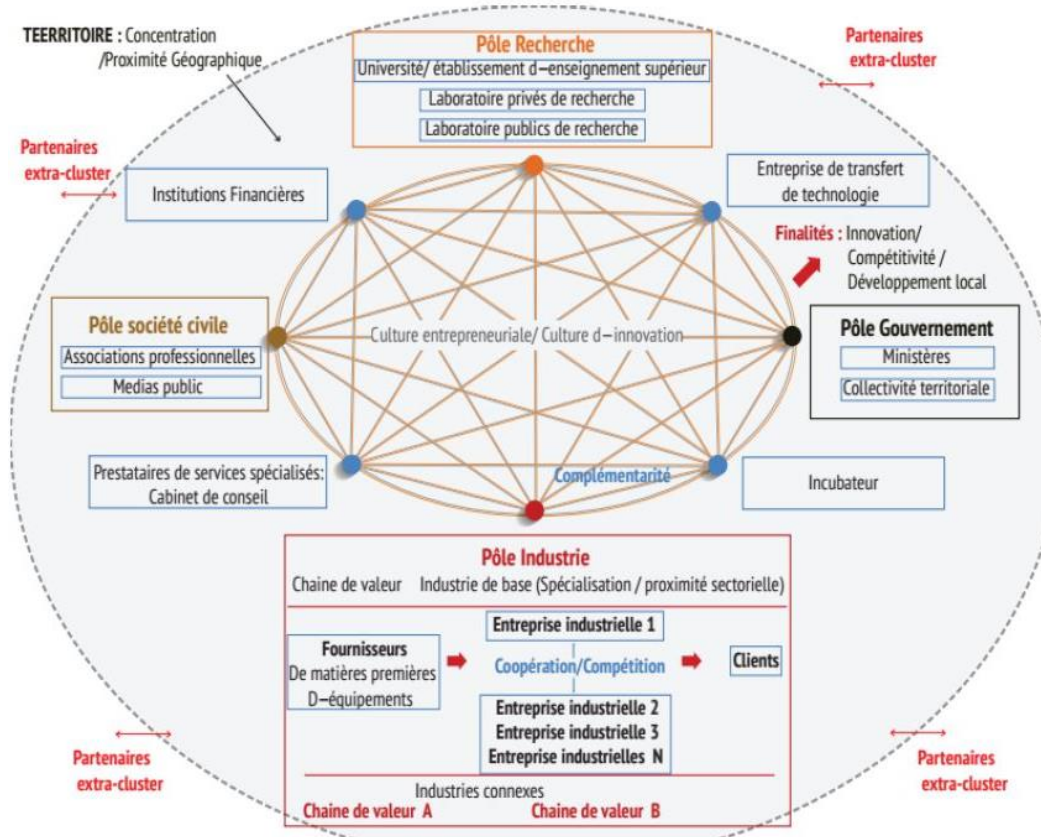 TEERRITOIRE : Concentration
/Proximité Géographique
Partenaires
extra-cluster
Pôle Recherche
Université/ établissement d—enseignement supérieur
Laboratoire privés de recherche
Laboratoire publics de recherche
Partenaires
extra-cluster
Institutions Financières
Entreprise de transfert
de technologie
Finalités : Innovation/
Compétitivité /
Développement local
Pôle société civile
Associations professionnelles
Medias public
Culture entrepreneuriale/ Culture d—innovation
Pôle Gouvernement
Ministères
Collectivité territoriale
Prestataires de services spécialisés:
Cabinet de conseil
Complémentarité
Incubateur
Pôle Industrie
Chaine de valeur Industrie de base (Spécialisation / proximité sectorielle)
Fournisseurs
De matières premières
D—équipements
Entreprise industrielle 1
Coopération/Compétition
Entreprise industrielle 2
Entreprise industrielle 3
Entreprise industrielles N
Clients
Industries connexes
Chaine de valeur A Chaine de valeur B
Partenaires
extra-cluster
Partenaires
extra-cluster